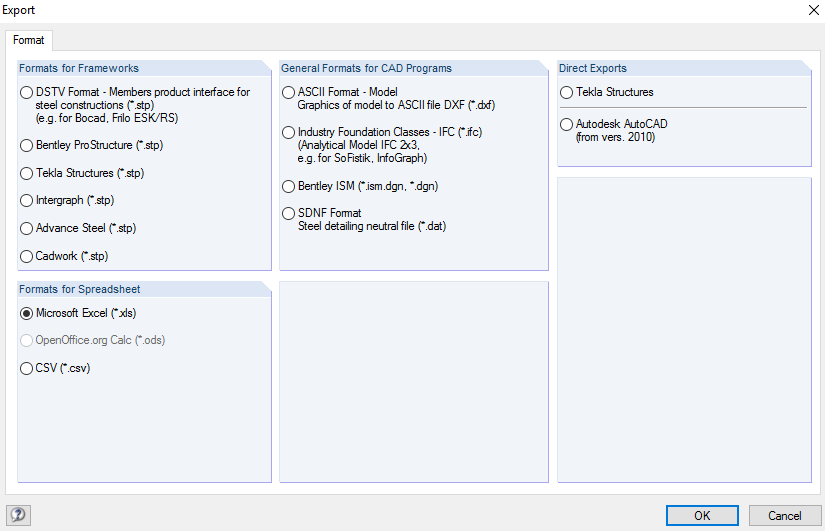 Export
Format
Formats for Frameworks
DSTV Format - Members product interface for
steel constructions (*.stp)
(e.g. for Bocad, Frilo ESK/RS)
Bentley ProStructure (*.stp)
Tekla Structures (*.stp)
Intergraph (*.stp)
Advance Steel (*.stp)
Cadwork (*.stp)
General Formats for CAD Programs
ASCII Format - Model
Graphics of model to ASCII file DXF (*.dxf)
Industry Foundation Classes - IFC (*.ifc)
(Analytical Model IFC 2x3,
e.g. for SoFistik, InfoGraph)
Bentley ISM (*.ism.dgn, *.dgn)
SDNF Format
Steel detailing neutral file (*.dat)
Direct Exports
Tekla Structures
Autodesk AutoCAD
(from vers. 2010)
Formats for Spreadsheet
Microsoft Excel (*.xls)
OpenOffice.org Calc (*.ods)
CSV (*.csv)
OK
Cancel